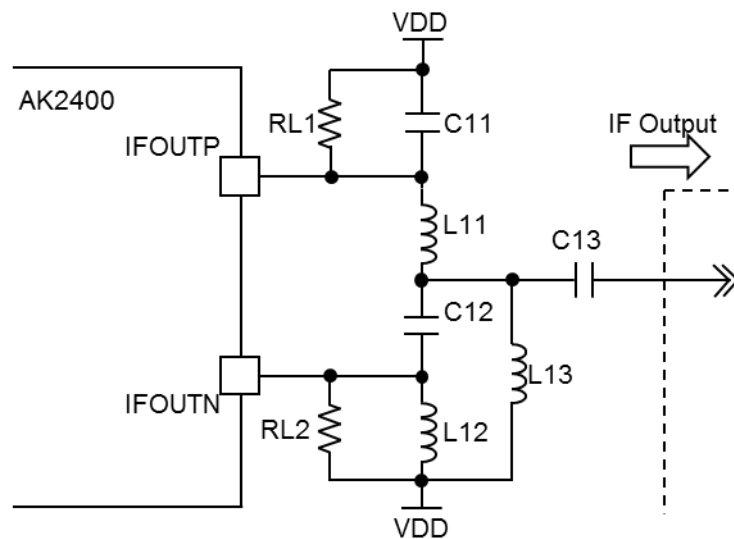 VDD
AK2400
RL1
C11
IF Output
IFOUTP
L11
C13
C12
IFOUTN
RL2
L12
L13
VDD